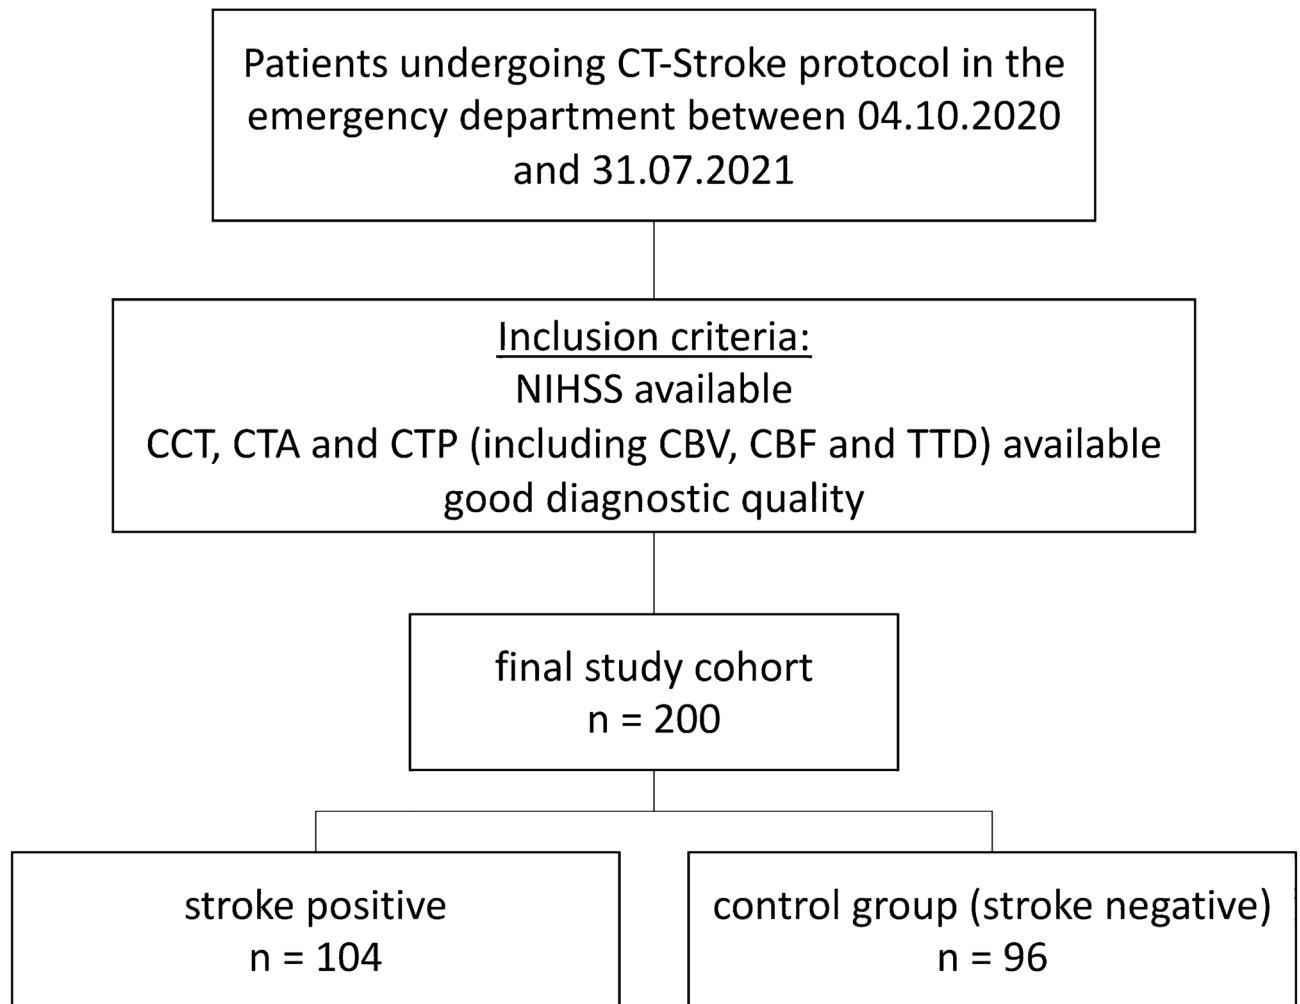 Patients undergoing CT-Stroke protocol in the
emergency department between 04.10.2020
and 31.07.2021
Inclusion criteria:
NIHSS available
CCT, CTA and CTP (including CBV, CBF and TTD) available
good diagnostic quality
final study cohort
n = 200
stroke positive
n = 104
control group (stroke negative)
n = 96